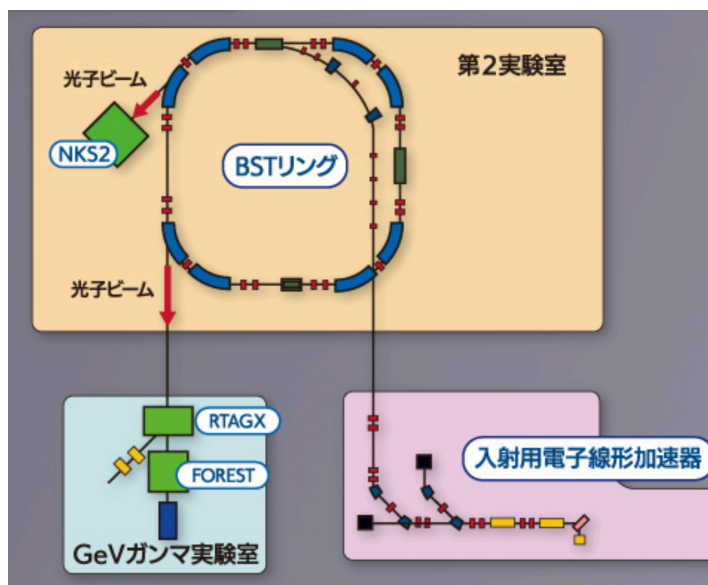 第2実験室
光子ビーム
NKS2
BSTリング
光子ビーム
RTAGX
FOREST
入射用電子線形加速器
GeVガンマ実験室